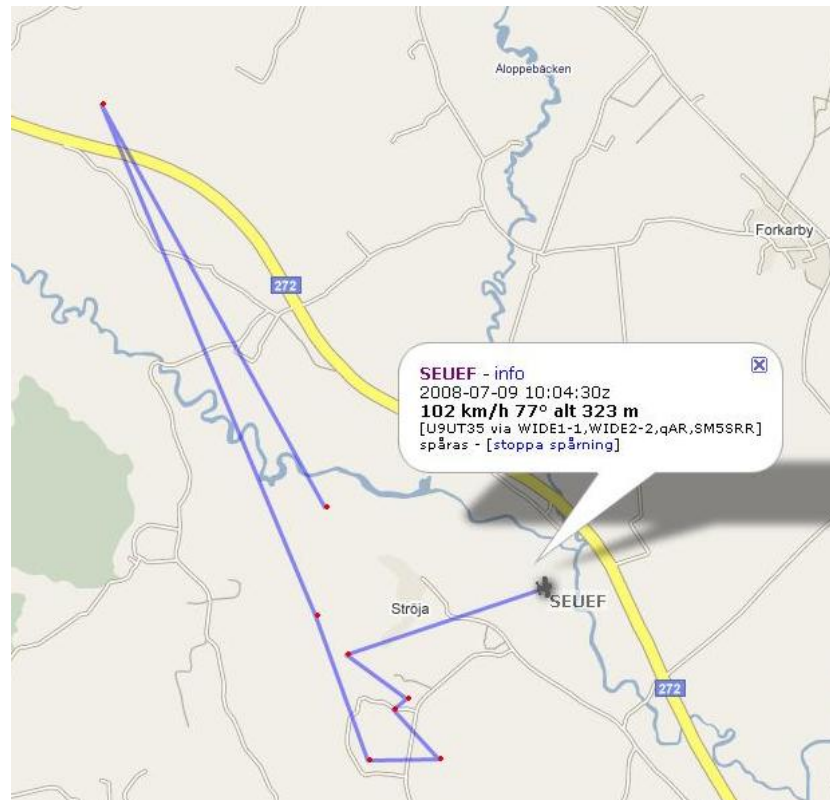 Åloppebäcken
Forkarby
272
SEUEF - info
2008-07-09 10:04:30z
102 km/h 77° alt 323 m
[U9UT35 via WIDE1-1,WIDE2-2,qAR,SM5SRR]
spåras - [stoppa spårning]
Ströja
SEUEF
272